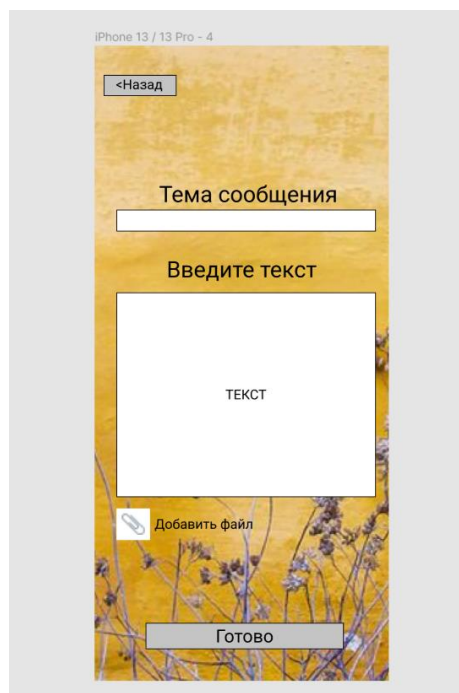 iPhone 13 / 13 Pro - 4
<Назад
Тема сообщения
Введите текст
ТЕКСТ
Добавить файл
Готово